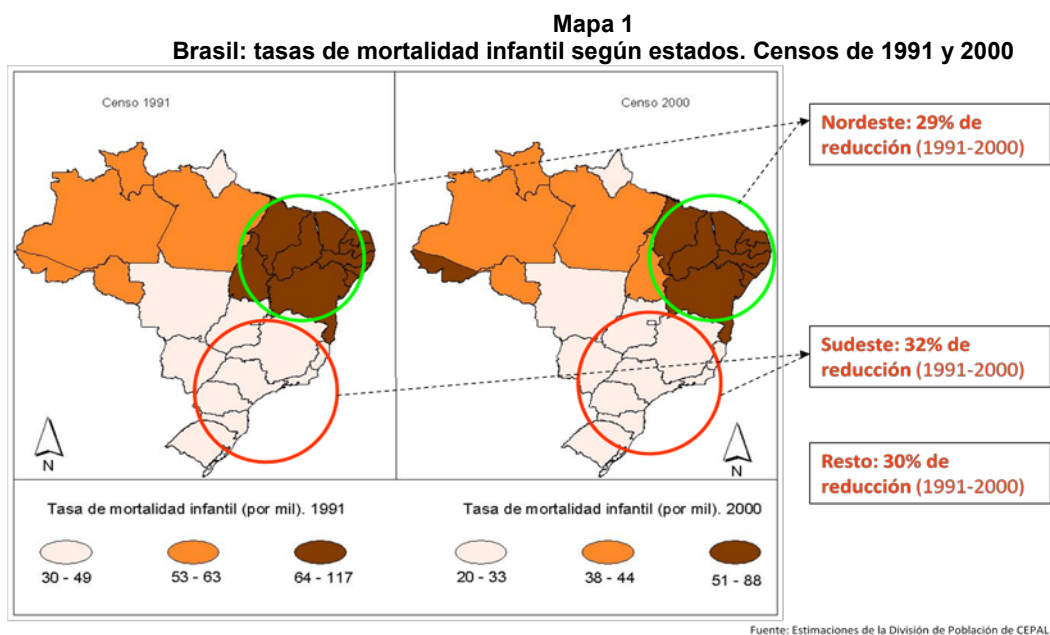 Mapa 1
Brasil: tasas de mortalidad infantil según estados. Censos de 1991 y 2000
Censo 1991
Censo 2000
Nordeste: 29% de
reducción (1991-2000)
Sudeste: 32% de
reducción (1991-2000)
Resto: 30% de
reducción (1991-2000)
N
N
Tasa de mortalidad infantil (por mil). 1991
30 - 49
53 - 63
64 - 117
Tasa de mortalidad infantil (por mil). 2000
20 - 33
38 - 44
51 - 88
Fuente: Estimaciones de la División de Población de CEPAL